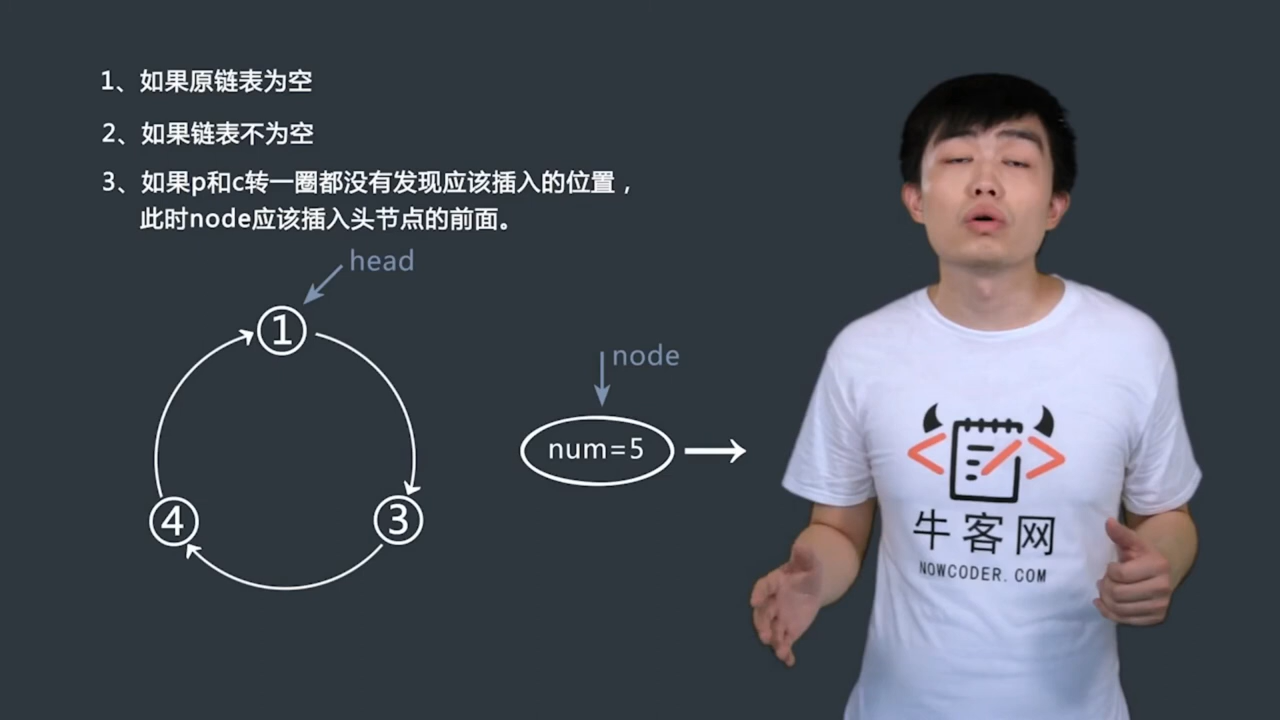 1、如果原链表为空
2、如果链表不为空
3、如果p和c转一圈都没有发现应该插入的位置，
此时node应该插入头节点的前面。
head
1
node
num=5
4
3
牛客网
NOWCODER.COM